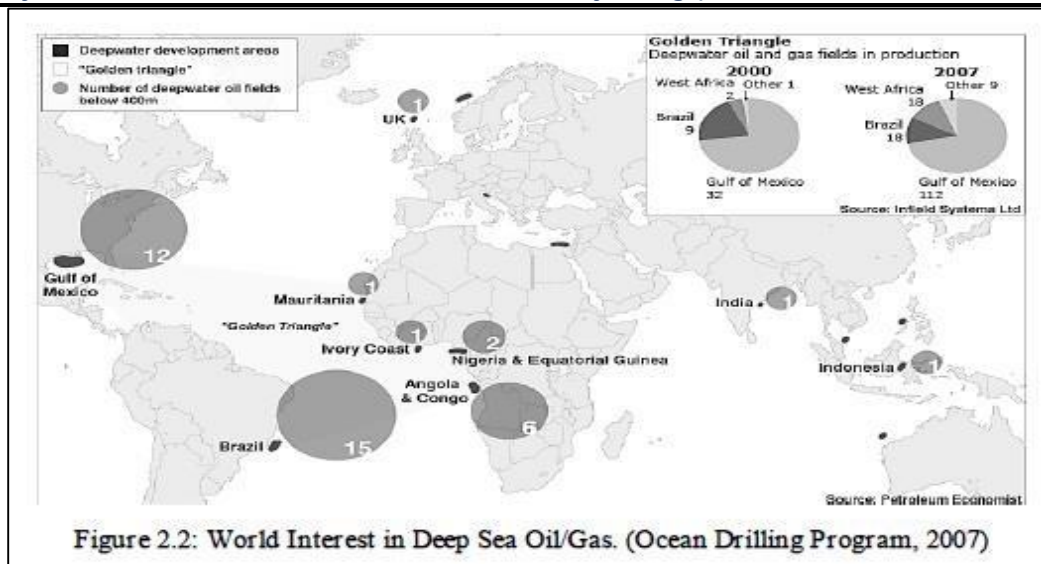 Deepwater development areas
"Golden triangle"
Number of deepwater oil fields
below 400m
Golden Triangle
Deepwater oil and gas fields in production
2000
West Africa
2
Other 1
Brazil
9
Gulf of Mexico
32
2007
West Africa
18
Other 9
Brazil
18
Gulf of Mexico
112
Source: Infield Systems Ltd
1
UK
12
Gulf of
Mexico
1
Mauritania
"Golden Triangle"
1
Ivory Coast
2
Nigeria & Equatorial Guinea
Angola
& Congo
6
Brazil
15
India
1
Indonesia
1
Source: Petroleum Economist
Figure 2.2: World Interest in Deep Sea Oil/Gas. (Ocean Drilling Program, 2007)